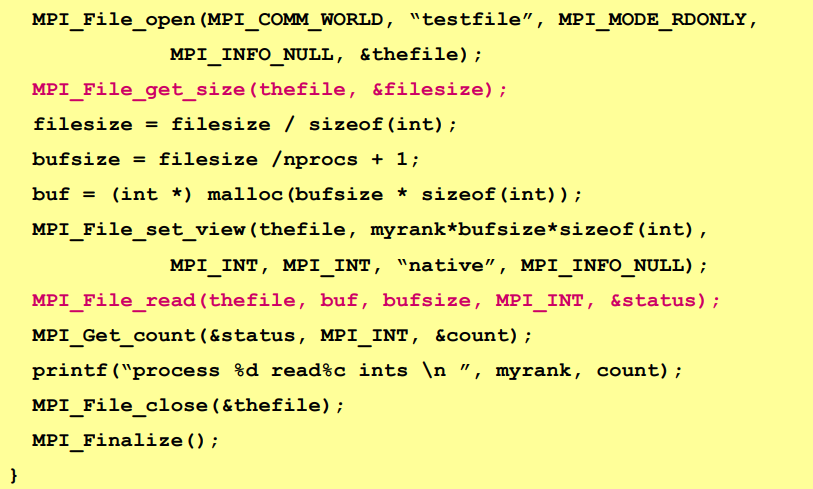 MPI_File_open(MPI_COMM_WORLD, “testfile”, MPI_MODE_RDONLY,
MPI_INFO_NULL, &thefile);
MPI_File_get_size(thefile, &filesize);
filesize = filesize / sizeof(int);
bufsize = filesize /nprocs + 1;
buf = (int *) malloc(bufsize * sizeof(int));
MPI_File_set_view(thefile, myrank*bufsize*sizeof(int),
MPI_INT, MPI_INT, “native”, MPI_INFO_NULL);
MPI_File_read(thefile, buf, bufsize, MPI_INT, &status);
MPI_Get_count(&status, MPI_INT, &count);
printf(“process %d read%c ints \n ”, myrank, count);
MPI_File_close(&thefile);
MPI_Finalize();
}